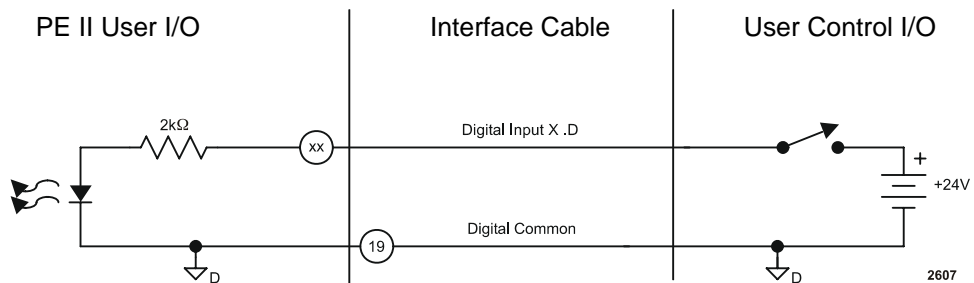 PE II User I/O
Interface Cable
User Control I/O
2kΩ
xx
Digital Input X .D
+
+24V
Digital Common
19
D
D
2607